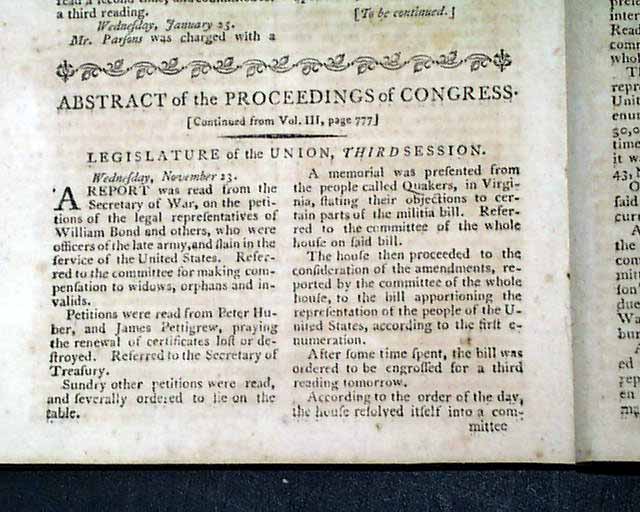 a third reading.
Wedneſday, January 25.
Mr. Parſons was charged with a
[To be continued.]
ABSTRACT of the PROCEEDINGS of CONGRESS.
[Continued from Vol. III, page 777]
LEGISLATURE of the UNION, THIRD SESSION.
Wedneſday, November 23.
A REPORT was read from the
Secretary of War, on the peti-
tions of the legal repreſentatives of
William Bond and others, who were
officers of the late army, and ſlain in the
ſervice of the United States. Refer-
red to the committee for making com-
penſation to widows, orphans and in-
valids.
Petitions were read from Peter Hu-
ber, and James Pettigrew, praying
the renewal of certificates loſt or de-
ſtroyed. Referred to the Secretary of
Treaſury.
Sundry other petitions were read,
and ſeverally ordered to lie on the
table.
A memorial was preſented from
the people called Quakers, in Virgi-
nia, ſtating their objections to cer-
tain parts of the militia bill. Refer-
red to the committee of the whole
houſe on ſaid bill.
The houſe then proceeded to the
conſideration of the amendments, re-
ported by the committee of the whole
houſe, to the bill apportioning the
repreſentation of the people of the U-
nited States, according to the firſt e-
numeration.
After ſome time ſpent, the bill was
ordered to be engroſſed for a third
reading tomorrow.
According to the order of the day,
the houſe reſolved itſelf into a com-
mittee